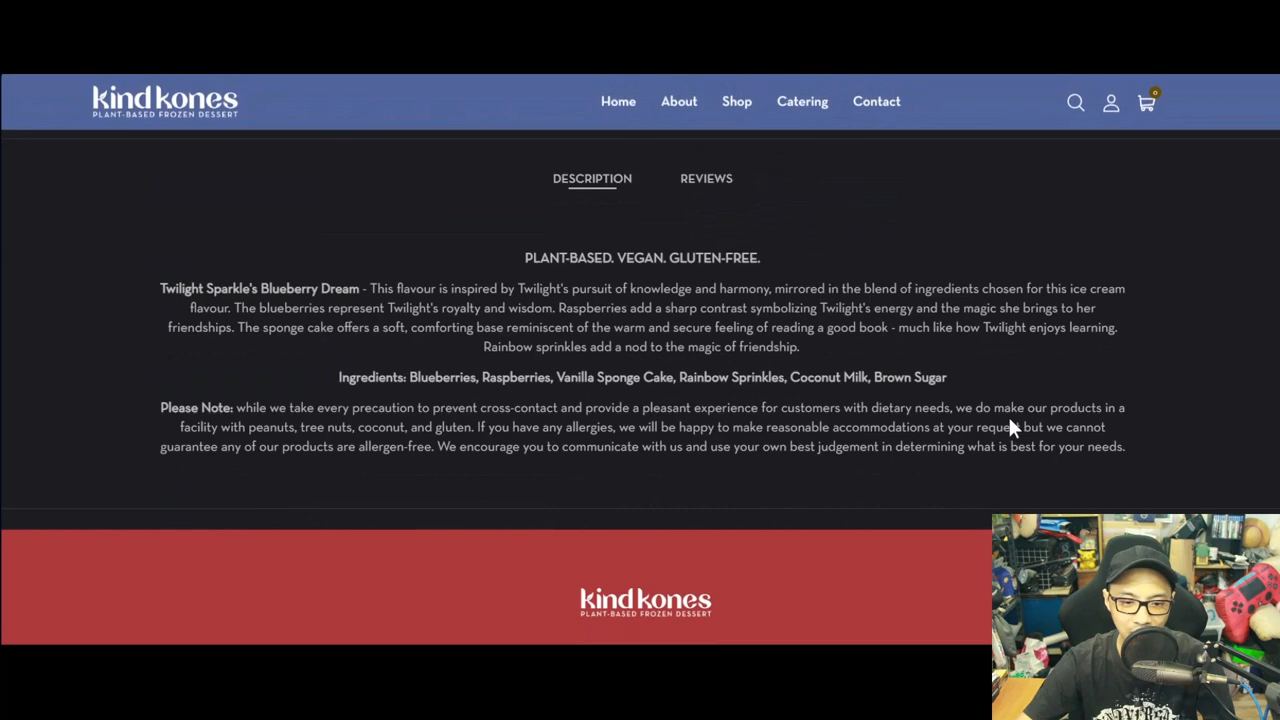 kind kones
PLANT-BASED FROZEN DESSERT
Home About Shop Catering Contact
0
DESCRIPTION REVIEWS
PLANT-BASED. VEGAN. GLUTEN-FREE.
Twilight Sparkle's Blueberry Dream - This flavour is inspired by Twilight's pursuit of knowledge and harmony, mirrored in the blend of ingredients chosen for this ice cream
flavour. The blueberries represent Twilight's royalty and wisdom. Raspberries add a sharp contrast symbolizing Twilight's energy and the magic she brings to her
friendships. The sponge cake offers a soft, comforting base reminiscent of the warm and secure feeling of reading a good book - much like how Twilight enjoys learning.
Rainbow sprinkles add a nod to the magic of friendship.
Ingredients: Blueberries, Raspberries, Vanilla Sponge Cake, Rainbow Sprinkles, Coconut Milk, Brown Sugar
Please Note: while we take every precaution to prevent cross-contact and provide a pleasant experience for customers with dietary needs, we do make our products in a
facility with peanuts, tree nuts, coconut, and gluten. If you have any allergies, we will be happy to make reasonable accommodations at your request but we cannot
guarantee any of our products are allergen-free. We encourage you to communicate with us and use your own best judgement in determining what is best for your needs.
kind kones
PLANT-BASED FROZEN DESSERT